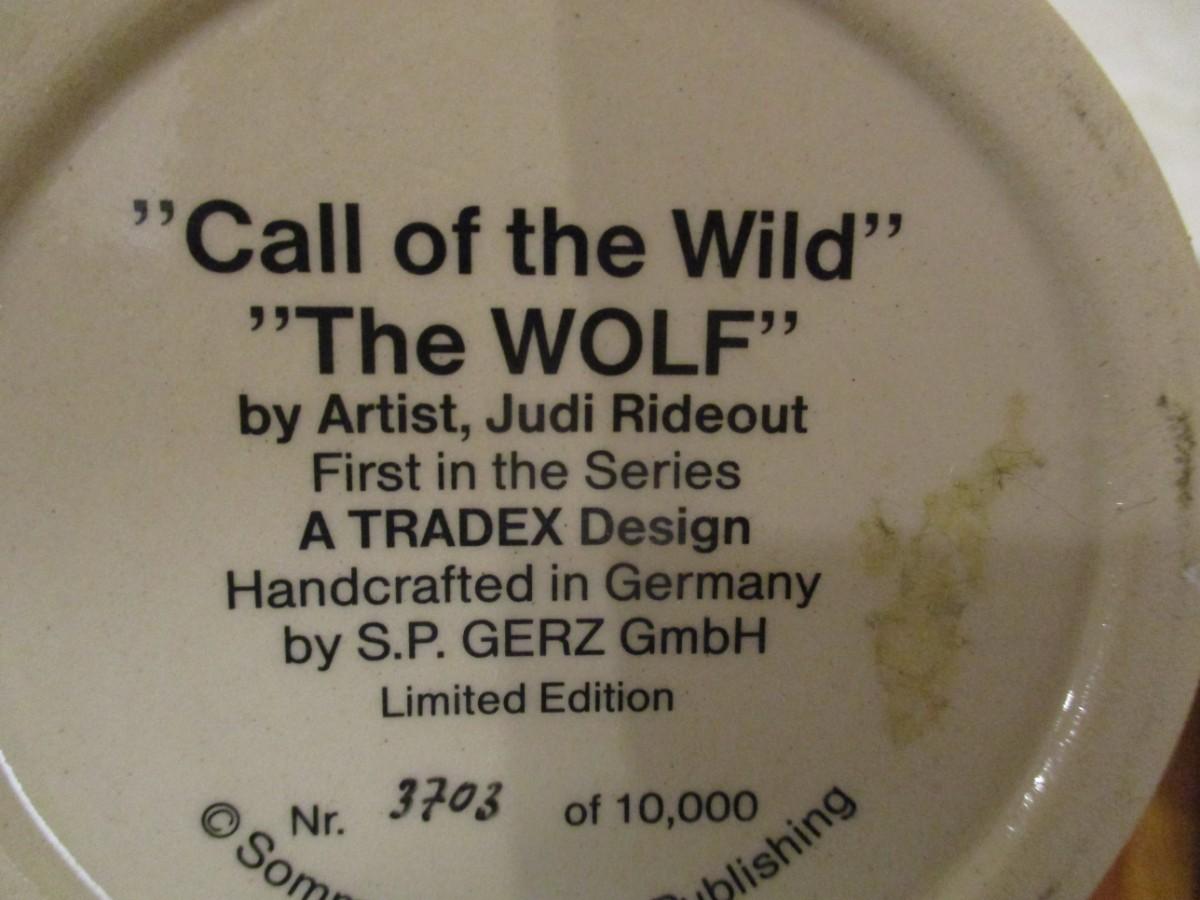 ”Call of the Wild”
”The WOLF”
by Artist, Judi Rideout
First in the Series
A TRADEX Design
Handcrafted in Germany
by S.P. GERZ GmbH
Limited Edition
Nr. 3703 of 10,000
©